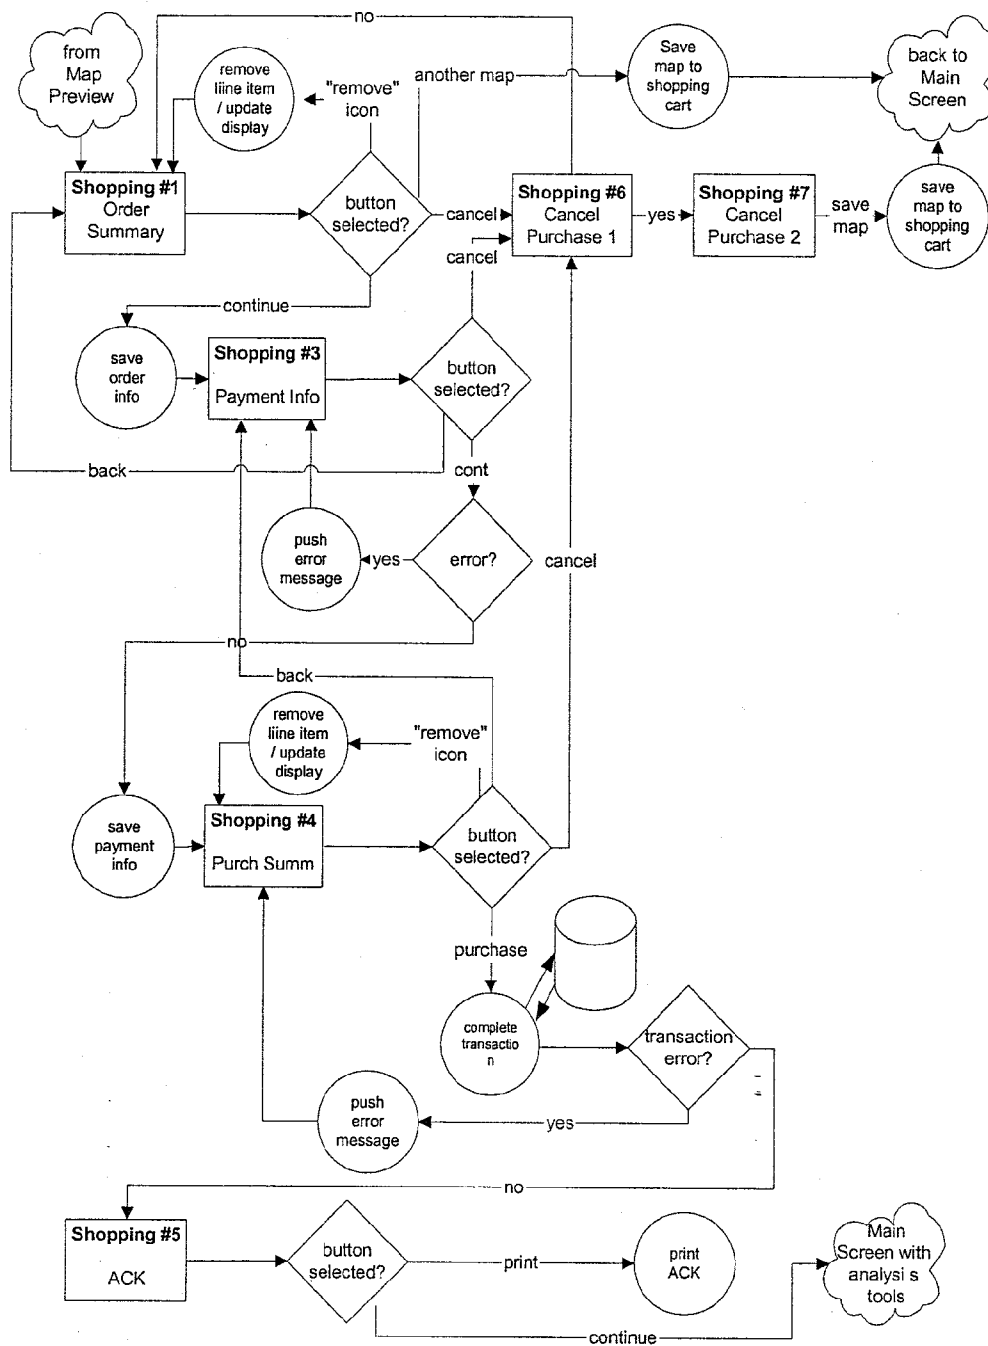 no
from
Map
Preview
remove
liine item
/ update
display
"remove"
icon
another map
Save
map to
shopping
cart
back to
Main
Screen
Shopping #1
Order
Summary
button
selected?
cancel
Shopping #6
Cancel
Purchase 1
yes
Shopping #7
Cancel
Purchase 2
save
map
save
map to
shopping
cart
cancel
continue
save
order
info
Shopping #3
Payment Info
button
selected?
back
cont
push
error
message
yes
error?
cancel
no
back
remove
liine item
/ update
display
"remove"
icon
save
payment
info
Shopping #4
Purch Summ
button
selected?
purchase
complete
transactio
n
transaction
error?
push
error
message
yes
no
Shopping #5
ACK
button
selected?
print
print
ACK
Main
Screen with
analysi s
tools
continue